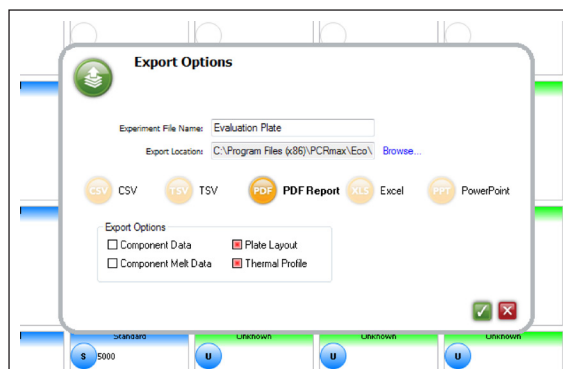 Export Options
Experiment File Name: Evaluation Plate
Export Location: C:\Program Files (x86)\PCRmax\Eco\ Browse...
CSV CSV TSV TSV PDF PDF Report XLS Excel PPT PowerPoint
Export Options
Component Data Plate Layout
Component Melt Data Thermal Profile
Standard Unknown Unknown Unknown
S 5000 U U U